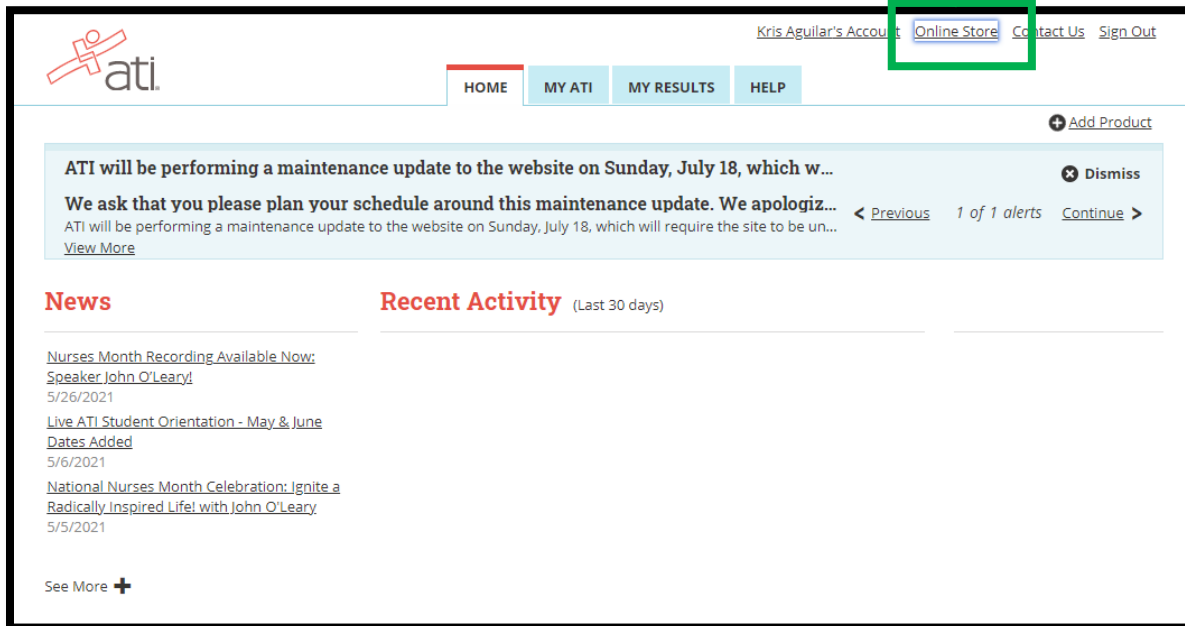 Kris Aguilar's Account Online Store Contact Us Sign Out
ati
HOME MY ATI MY RESULTS HELP
Add Product
ATI will be performing a maintenance update to the website on Sunday, July 18, which w...
Dismiss
We ask that you please plan your schedule around this maintenance update. We apologiz...
Previous 1 of 1 alerts Continue
ATI will be performing a maintenance update to the website on Sunday, July 18, which will require the site to be un...
View More
News
Recent Activity (Last 30 days)
Nurses Month Recording Available Now:
Speaker John O'Leary!
5/26/2021
Live ATI Student Orientation - May & June
Dates Added
5/6/2021
National Nurses Month Celebration: Ignite a
Radically Inspired Life! with John O'Leary
5/5/2021
See More